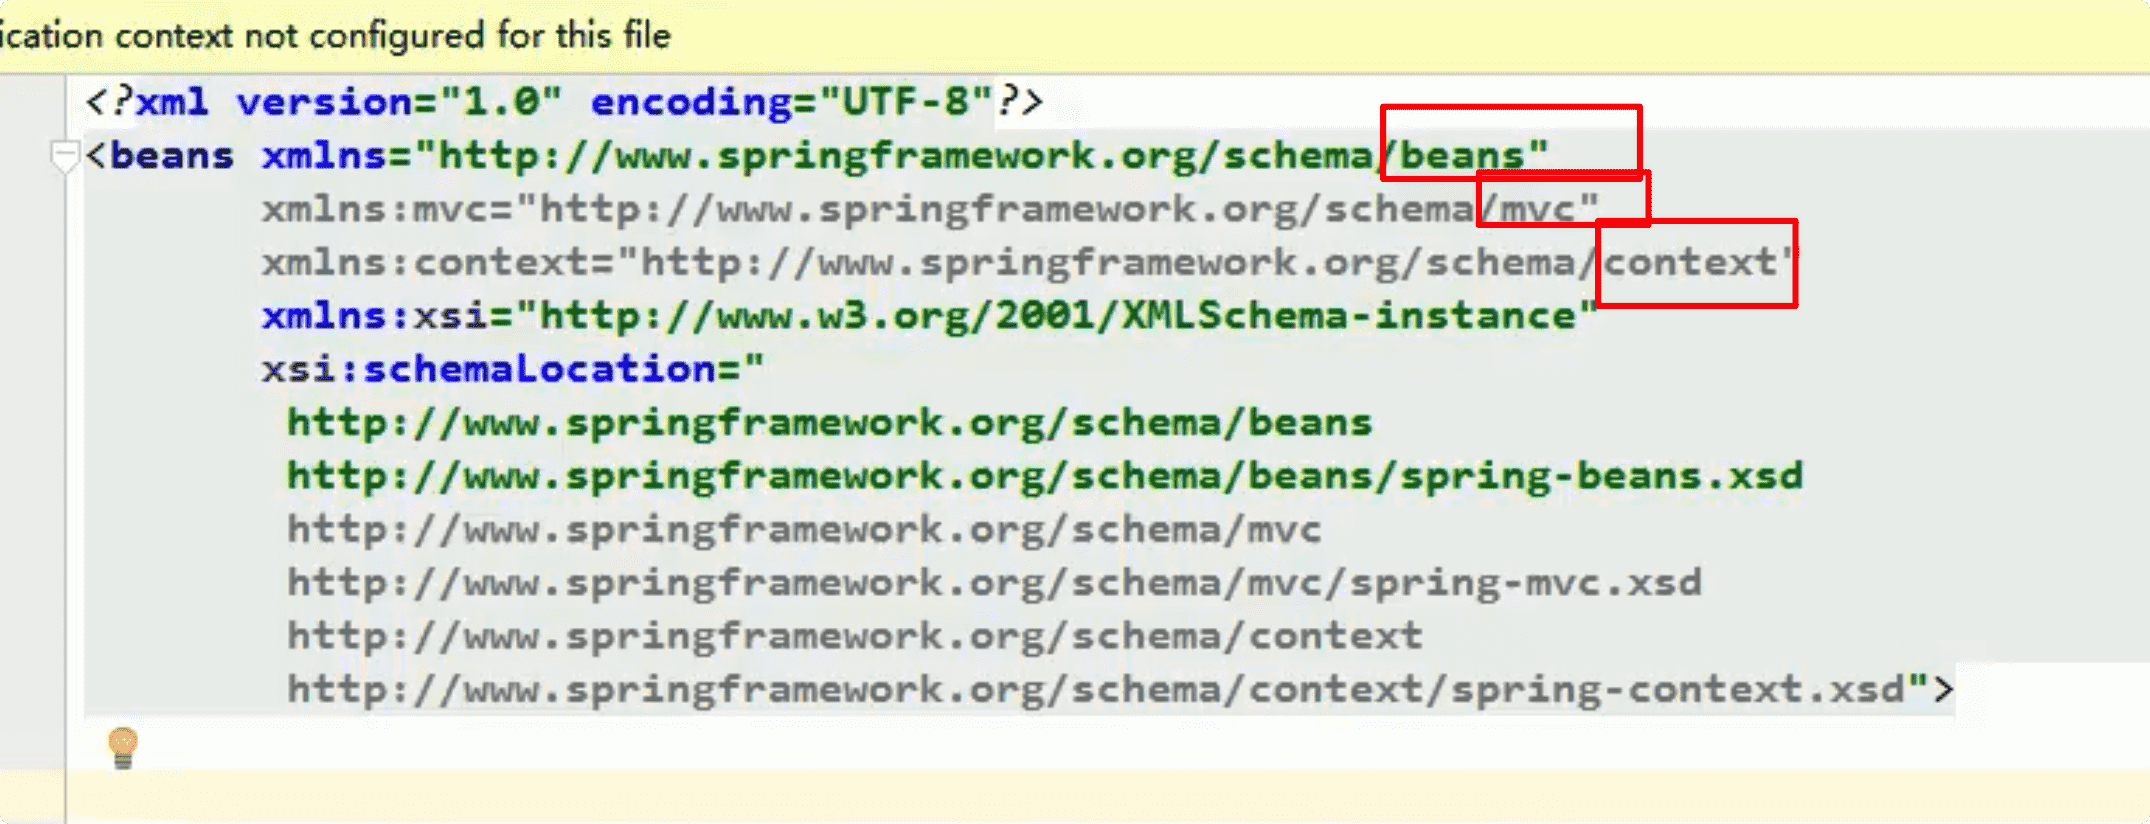 ication context not configured for this file
<?xml version="1.0" encoding="UTF-8"?>
<beans xmlns="http://www.springframework.org/schema/beans"
xmlns:mvc="http://www.springframework.org/schema/mvc"
xmlns:context="http://www.springframework.org/schema/context"
xmlns:xsi="http://www.w3.org/2001/XMLSchema-instance"
xsi:schemaLocation="
http://www.springframework.org/schema/beans
http://www.springframework.org/schema/beans/spring-beans.xsd
http://www.springframework.org/schema/mvc
http://www.springframework.org/schema/mvc/spring-mvc.xsd
http://www.springframework.org/schema/context
http://www.springframework.org/schema/context/spring-context.xsd">